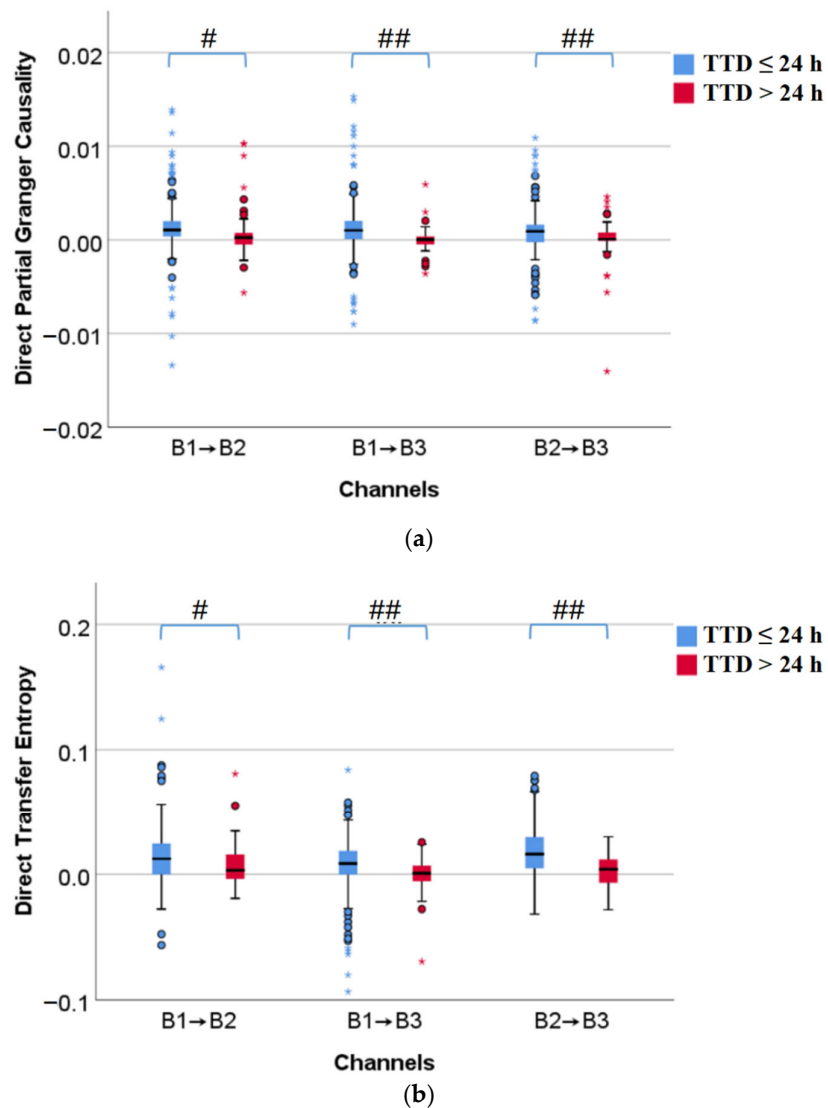 # ## ##
0.02
TTD ≤ 24 h
TTD > 24 h
0.01
0.00
−0.01
−0.02
Direct Partial Granger Causality
B1→B2 B1→B3 B2→B3
Channels
(a)
# ## ##
0.2
TTD ≤ 24 h
TTD > 24 h
0.1
0.0
−0.1
Direct Transfer Entropy
B1→B2 B1→B3 B2→B3
Channels
(b)